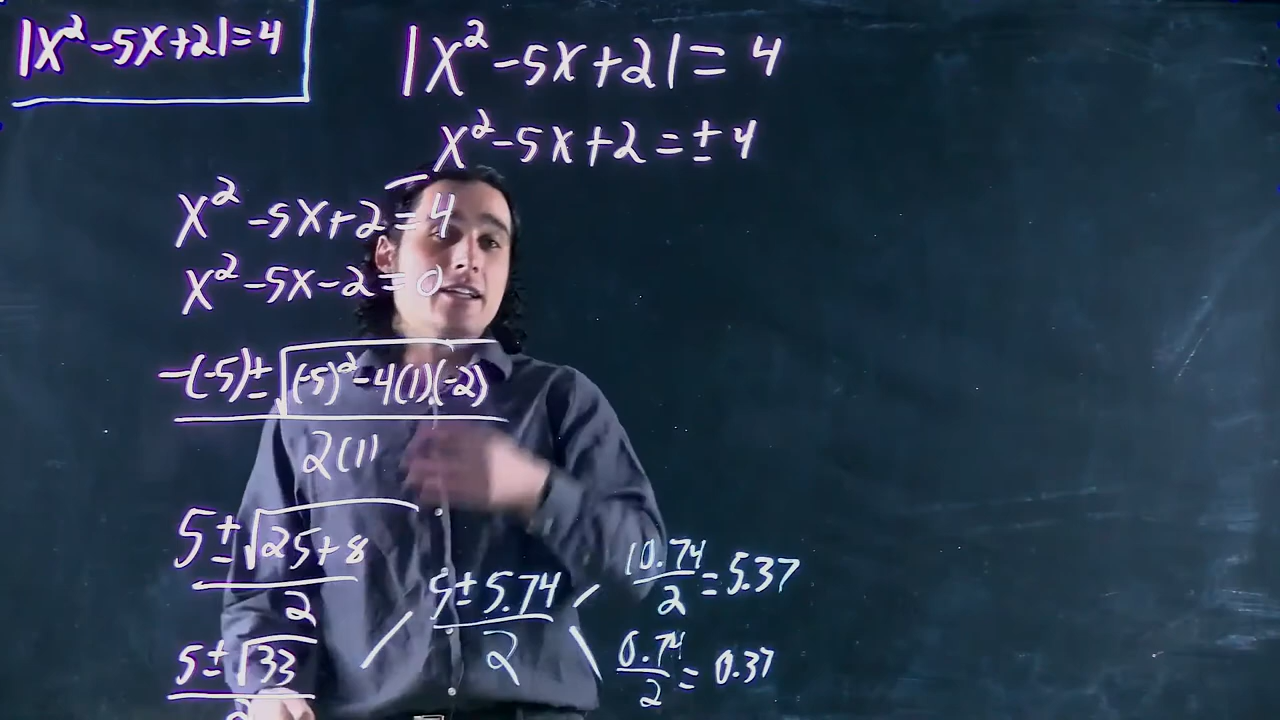 |x²-5x+2|=4
|x²-5x+2|=4
x²-5x+2=±4
x²-5x+2=4
x²-5x-2=0
-(-5)±√(-5)²-4(1)(-2)
2(1)
5±√25+8
2
5±√33
2
5±5.74
2
10.74
2
=5.37
0.74
2
=0.37